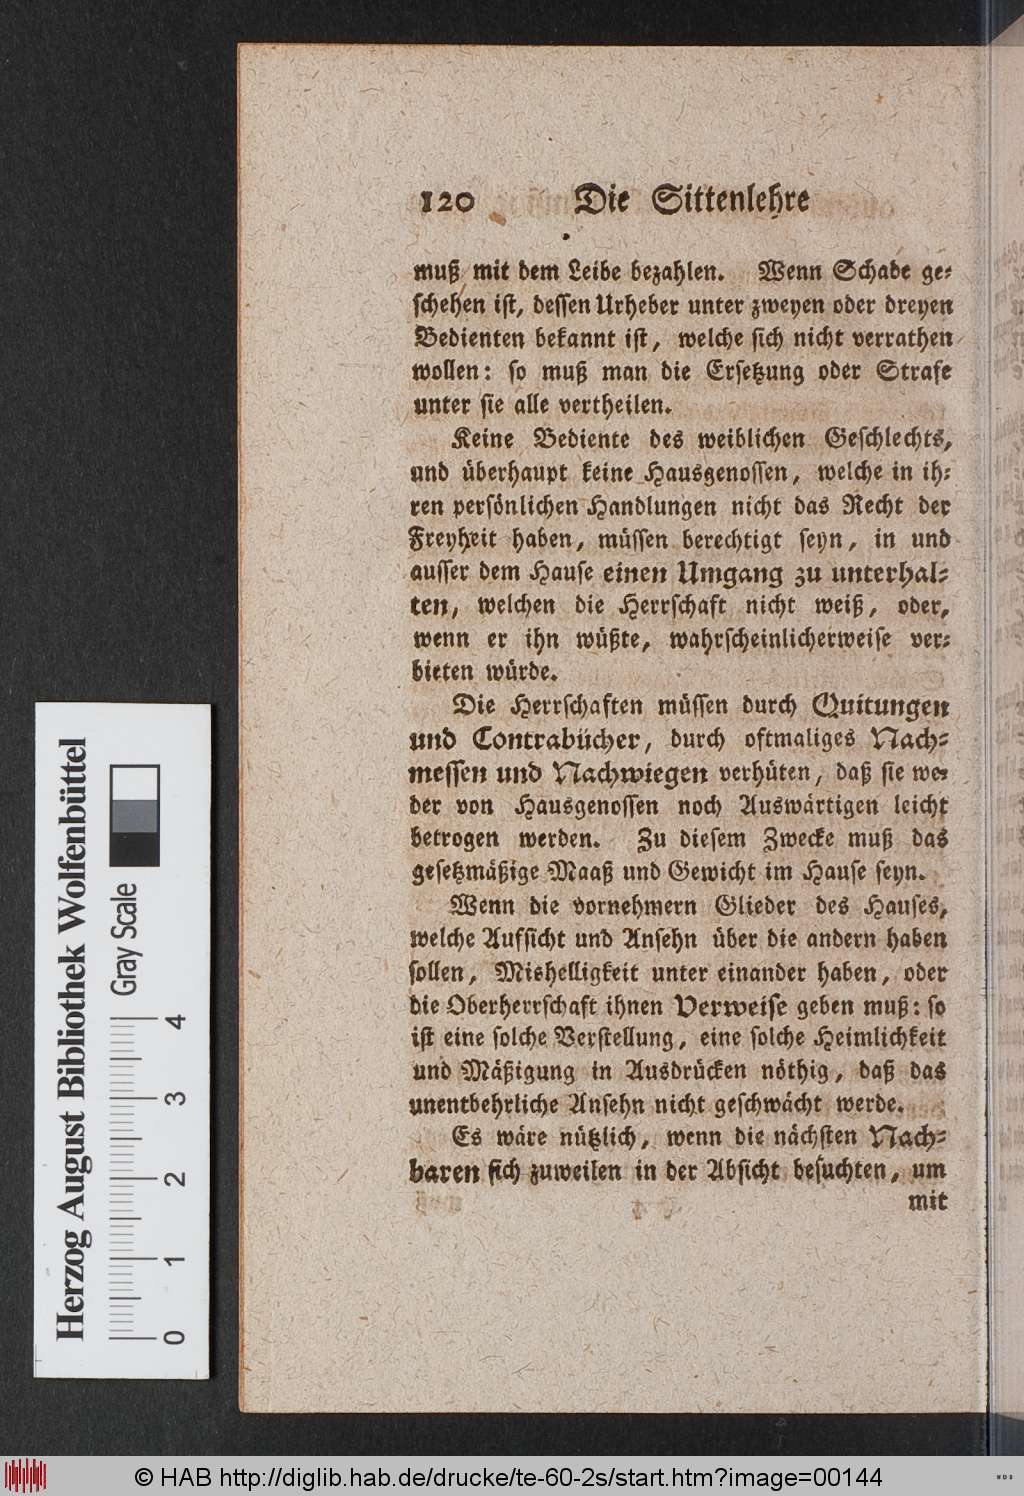 120 Die Sittenlehre
muß mit dem Leibe bezahlen. Wenn Schade ge-
schehen ist, dessen Urheber unter zweyen oder dreyen
Bedienten bekannt ist, welche sich nicht verrathen
wollen: so muß man die Ersetzung oder Strafe
unter sie alle vertheilen.
Keine Bediente des weiblichen Geschlechts,
und überhaupt keine Hausgenossen, welche in ih-
ren persönlichen Handlungen nicht das Recht der
Freyheit haben, müssen berechtigt seyn, in und
ausser dem Hause einen Umgang zu unterhal-
ten, welchen die Herrschaft nicht weiß, oder,
wenn er ihn wüßte, wahrscheinlicherweise ver-
bieten würde.
Die Herrschaften müssen durch Quitungen
und Contrabücher, durch oftmaliges Nach-
messen und Nachwiegen verhüten, daß sie we-
der von Hausgenossen noch Auswärtigen leicht
betrogen werden. Zu diesem Zwecke muß das
gesetzmäßige Maaß und Gewicht im Hause seyn.
Wenn die vornehmern Glieder des Hauses,
welche Aufsicht und Ansehn über die andern haben
sollen, Mishelligkeit unter einander haben, oder
die Oberherrschaft ihnen Verweise geben muß: so
ist eine solche Verstellung, eine solche Heimlichkeit
und Mäßigung in Ausdrücken nöthig, daß das
unentbehrliche Ansehn nicht geschwächt werde.
Es wäre nützlich, wenn die nächsten Nach-
baren sich zuweilen in der Absicht besuchten, um
mit
Herzog August Bibliothek Wolfenbüttel
Gray Scale
0 1 2 3 4
© HAB http://diglib.hab.de/drucke/te-60-2s/start.htm?image=00144